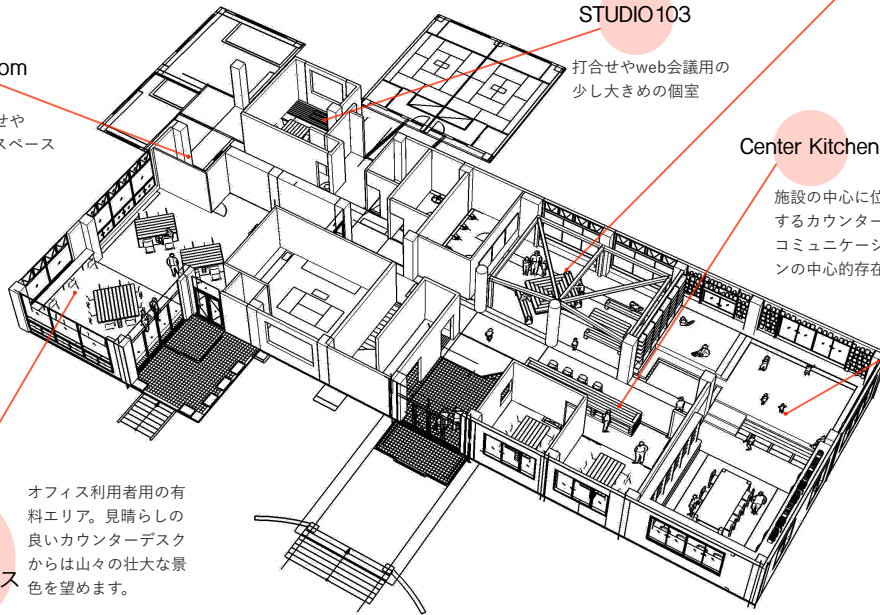 STUDIO103
打合せやweb会議用の
少し大きめの個室
om
せや
スペース
Center Kitchen
施設の中心に位
するカウンター
コミュニケーシ
ンの中心的存在
オフィス利用者用の有
料エリア。見晴らしの
良いカウンターデスク
からは山々の壮大な景
色を望めます。
ス